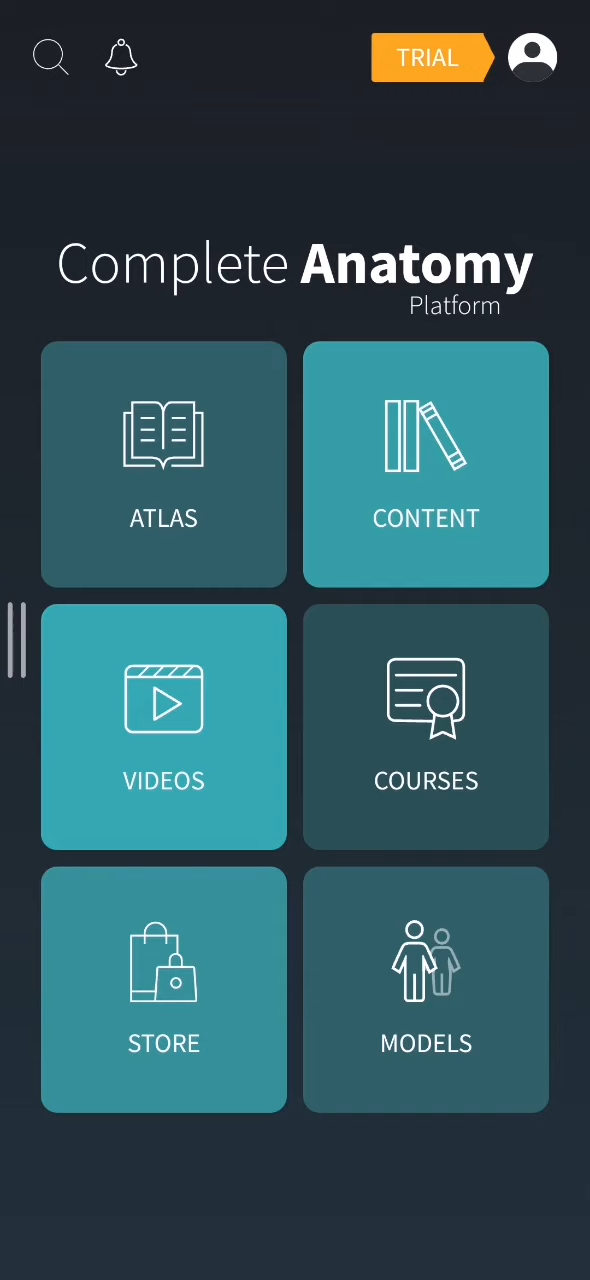 TRIAL
Complete Anatomy
Platform
ATLAS
CONTENT
VIDEOS
COURSES
STORE
MODELS